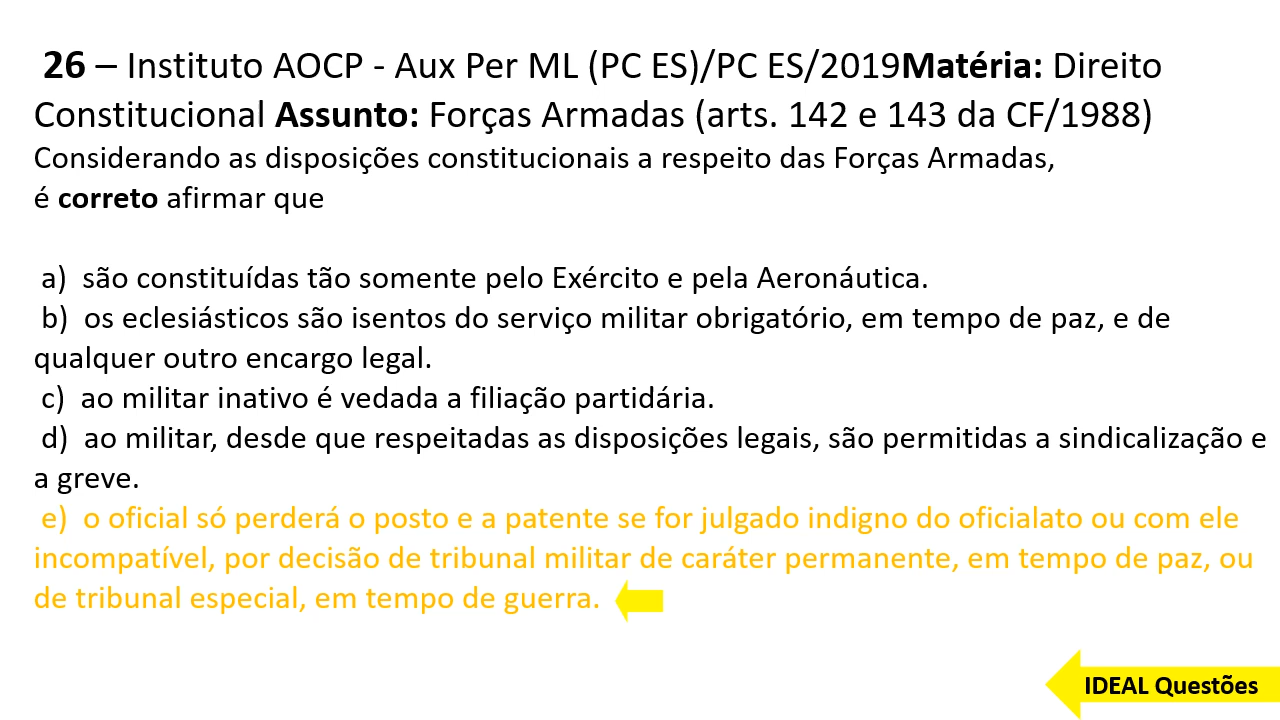 26 – Instituto AOCP - Aux Per ML (PC ES)/PC ES/2019Matéria: Direito
Constitucional Assunto: Forças Armadas (arts. 142 e 143 da CF/1988)
Considerando as disposições constitucionais a respeito das Forças Armadas,
é correto afirmar que
a) são constituídas tão somente pelo Exército e pela Aeronáutica.
b) os eclesiásticos são isentos do serviço militar obrigatório, em tempo de paz, e de
qualquer outro encargo legal.
c) ao militar inativo é vedada a filiação partidária.
d) ao militar, desde que respeitadas as disposições legais, são permitidas a sindicalização e
a greve.
e) o oficial só perderá o posto e a patente se for julgado indigno do oficialato ou com ele
incompatível, por decisão de tribunal militar de caráter permanente, em tempo de paz, ou
de tribunal especial, em tempo de guerra.
IDEAL Questões